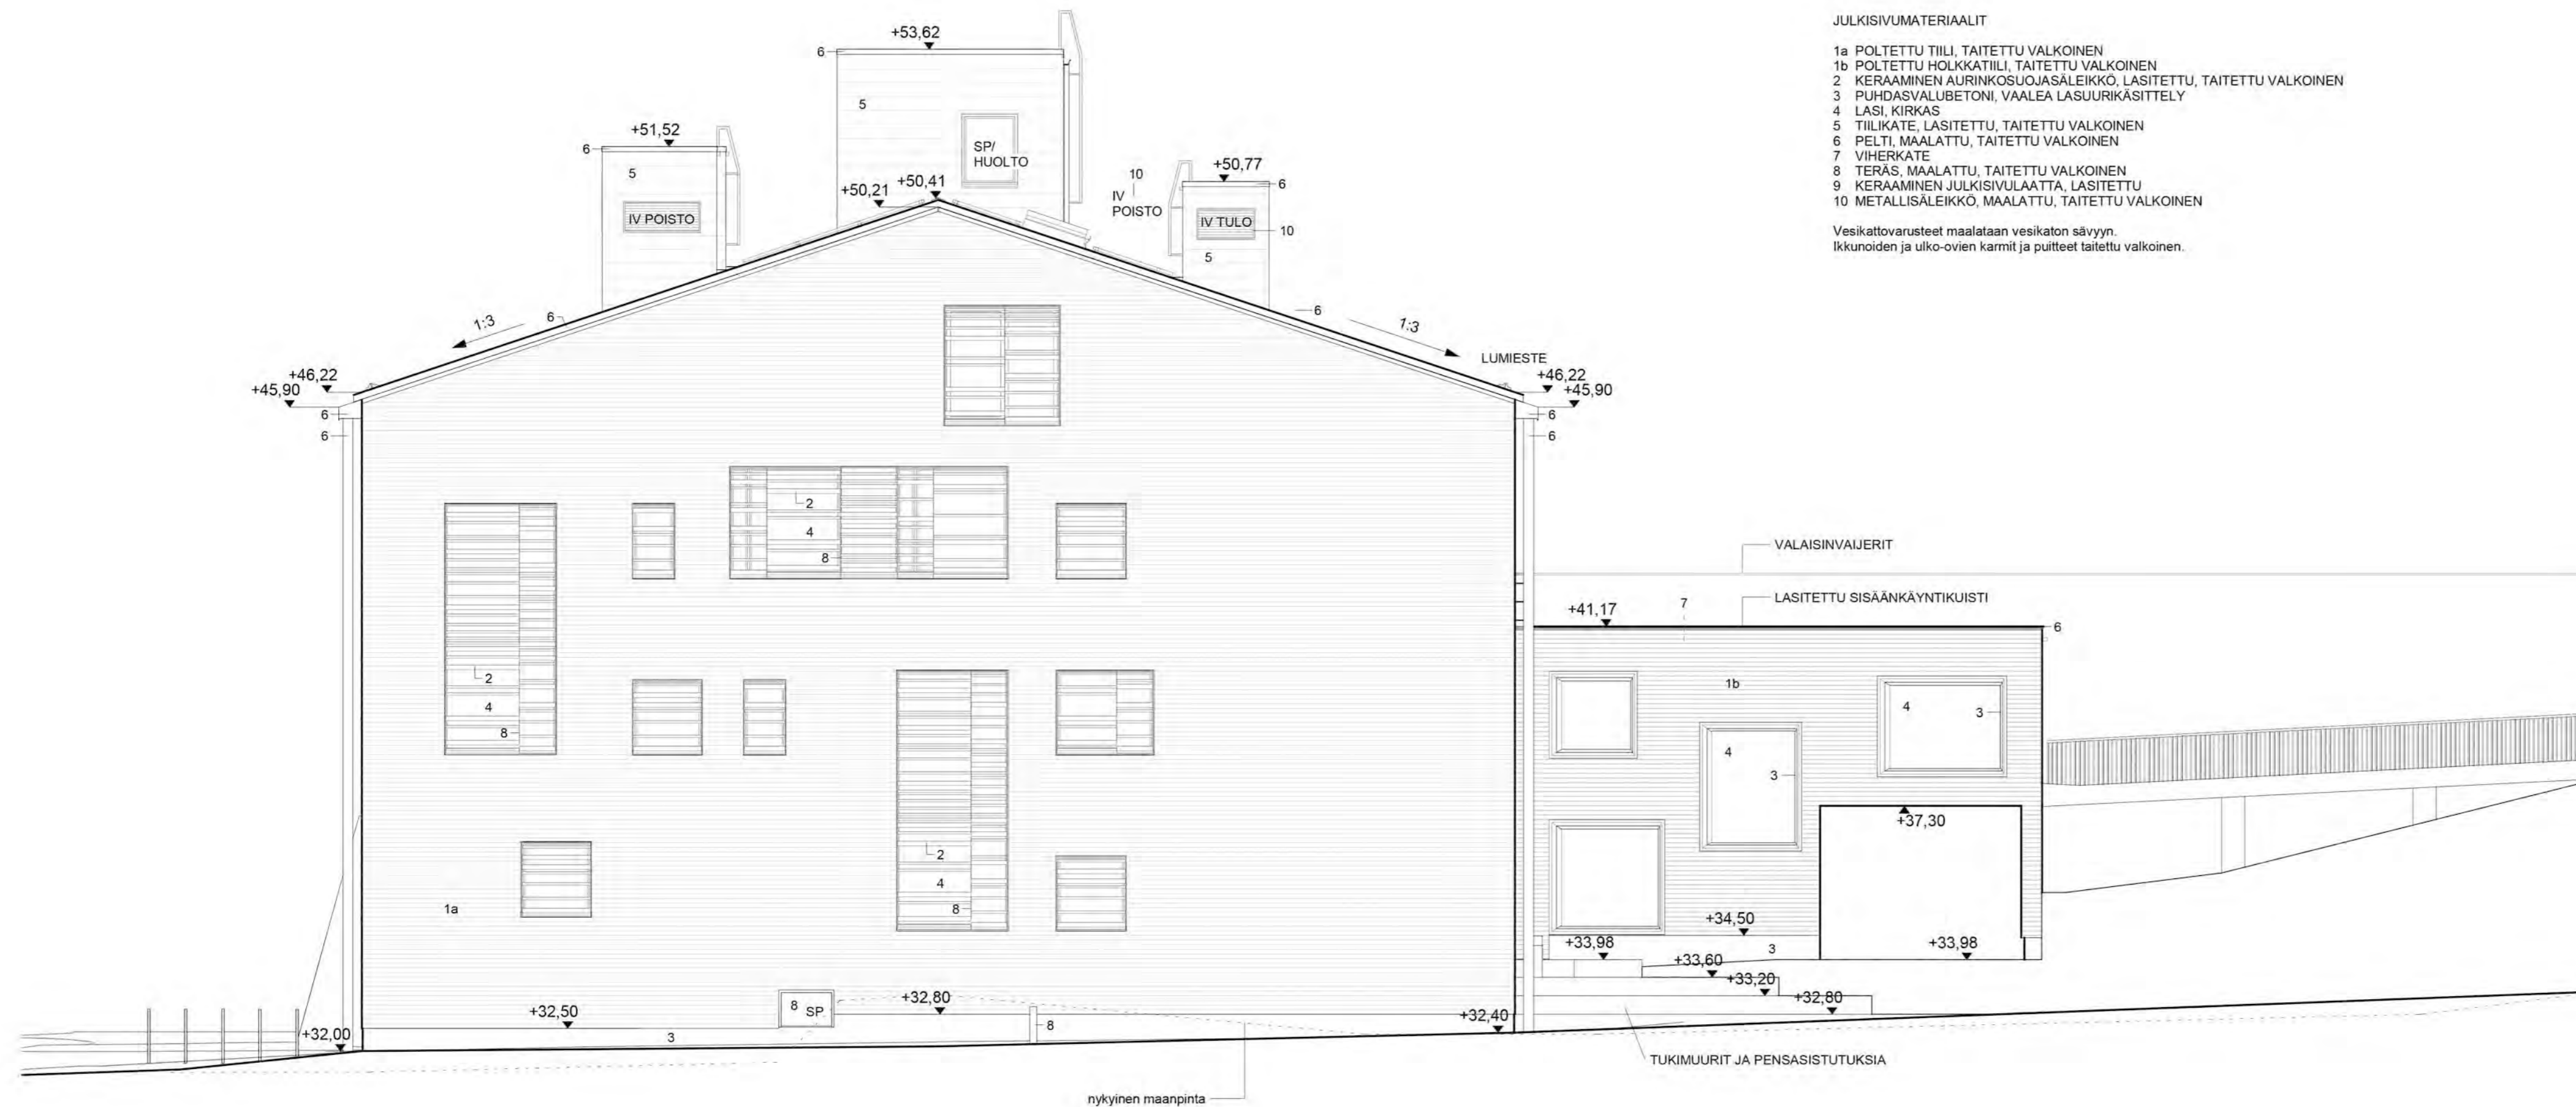 JULKISIVUMATERIAALIT
1a POLTETTU TIILI, TAITETTU VALKOINEN
1b POLTETTU HOLKKATIILI, TAITETTU VALKOINEN
2 KERAAMINEN AURINKOSUOJASÄLEIKKÖ, LASITETTU, TAITETTU VALKOINEN
3 PUHDASVALUBETONI, VAALEA LASUURIKÄSITTELY
4 LASI, KIRKAS
5 TIILIKATE, LASITETTU, TAITETTU VALKOINEN
6 PELTI, MAALATTU, TAITETTU VALKOINEN
7 VIHERKATE
8 TERÄS, MAALATTU, TAITETTU VALKOINEN
9 KERAAMINEN JULKISIVULAATTA, LASITETTU
10 METALLISÄLEIKKÖ, MAALATTU, TAITETTU VALKOINEN
Vesikattovarusteet maalataan vesikaton sävyyn.
Ikkunoiden ja ulko-ovien karmit ja puitteet taitettu valkoinen.
+53,62
6
5
+51,52
6
5
SP/
HUOLTO
10
IV
POISTO
+50,77
6
+50,21
+50,41
IV POISTO
IV TULO
10
5
1:3
6
6
1:3
LUMIESTE
+46,22
+45,90
+46,22
+45,90
6
6
6
6
2
4
8
VALAISINVAIJERIT
LASITETTU SISÄÄNKÄYNTIKUISTI
+41,17
7
6
2
4
8
1b
4
3
4
3
+37,30
2
4
8
1a
+34,50
+33,98
3
+33,98
+33,60
+33,20
+32,80
8 SP
+32,80
+32,50
+32,40
+32,00
3
8
TUKIMUURIT JA PENSASISTUTUKSIA
nykyinen maanpinta